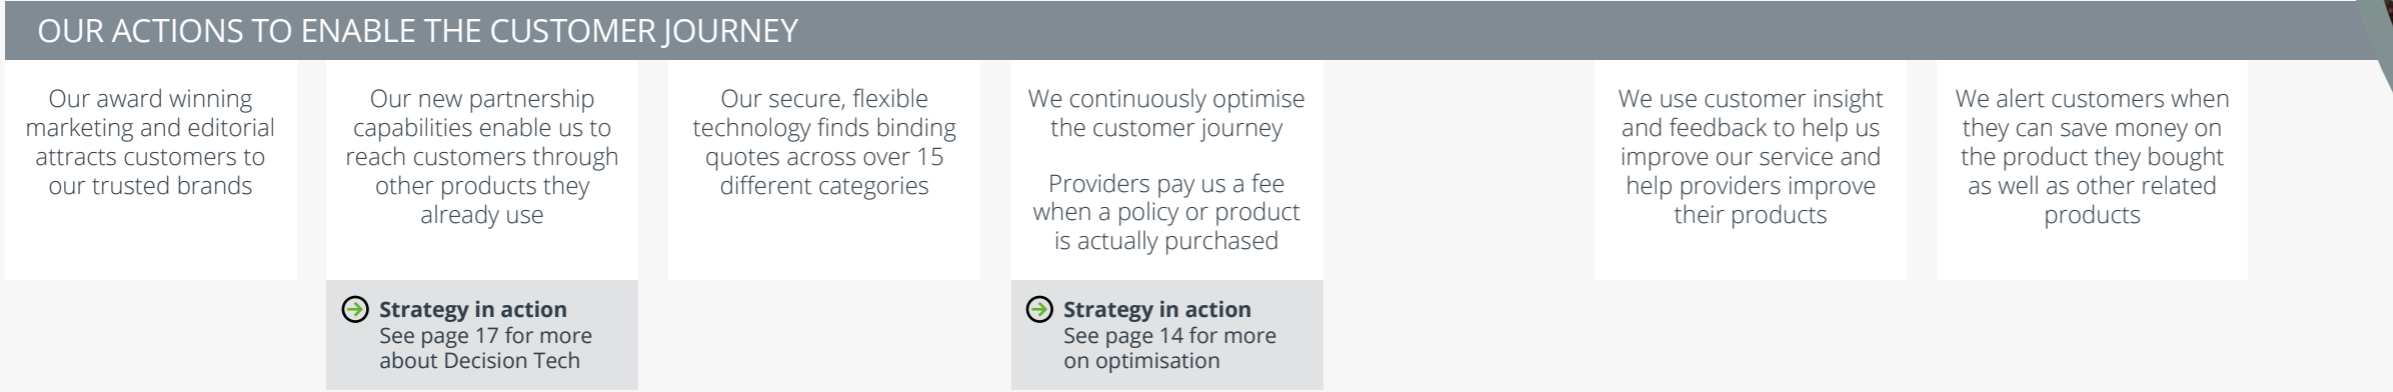 OUR ACTIONS TO ENABLE THE CUSTOMER JOURNEY
Our award winning
marketing and editorial
attracts customers to
our trusted brands
Our new partnership
capabilities enable us to
reach customers through
other products they
already use
Strategy in action
See page 17 for more
about Decision Tech
Our secure, flexible
technology finds binding
quotes across over 15
different categories
We continuously optimise
the customer journey
Providers pay us a fee
when a policy or product
is actually purchased
Strategy in action
See page 14 for more
on optimisation
We use customer insight
and feedback to help us
improve our service and
help providers improve
their products
We alert customers when
they can save money on
the product they bought
as well as other related
products